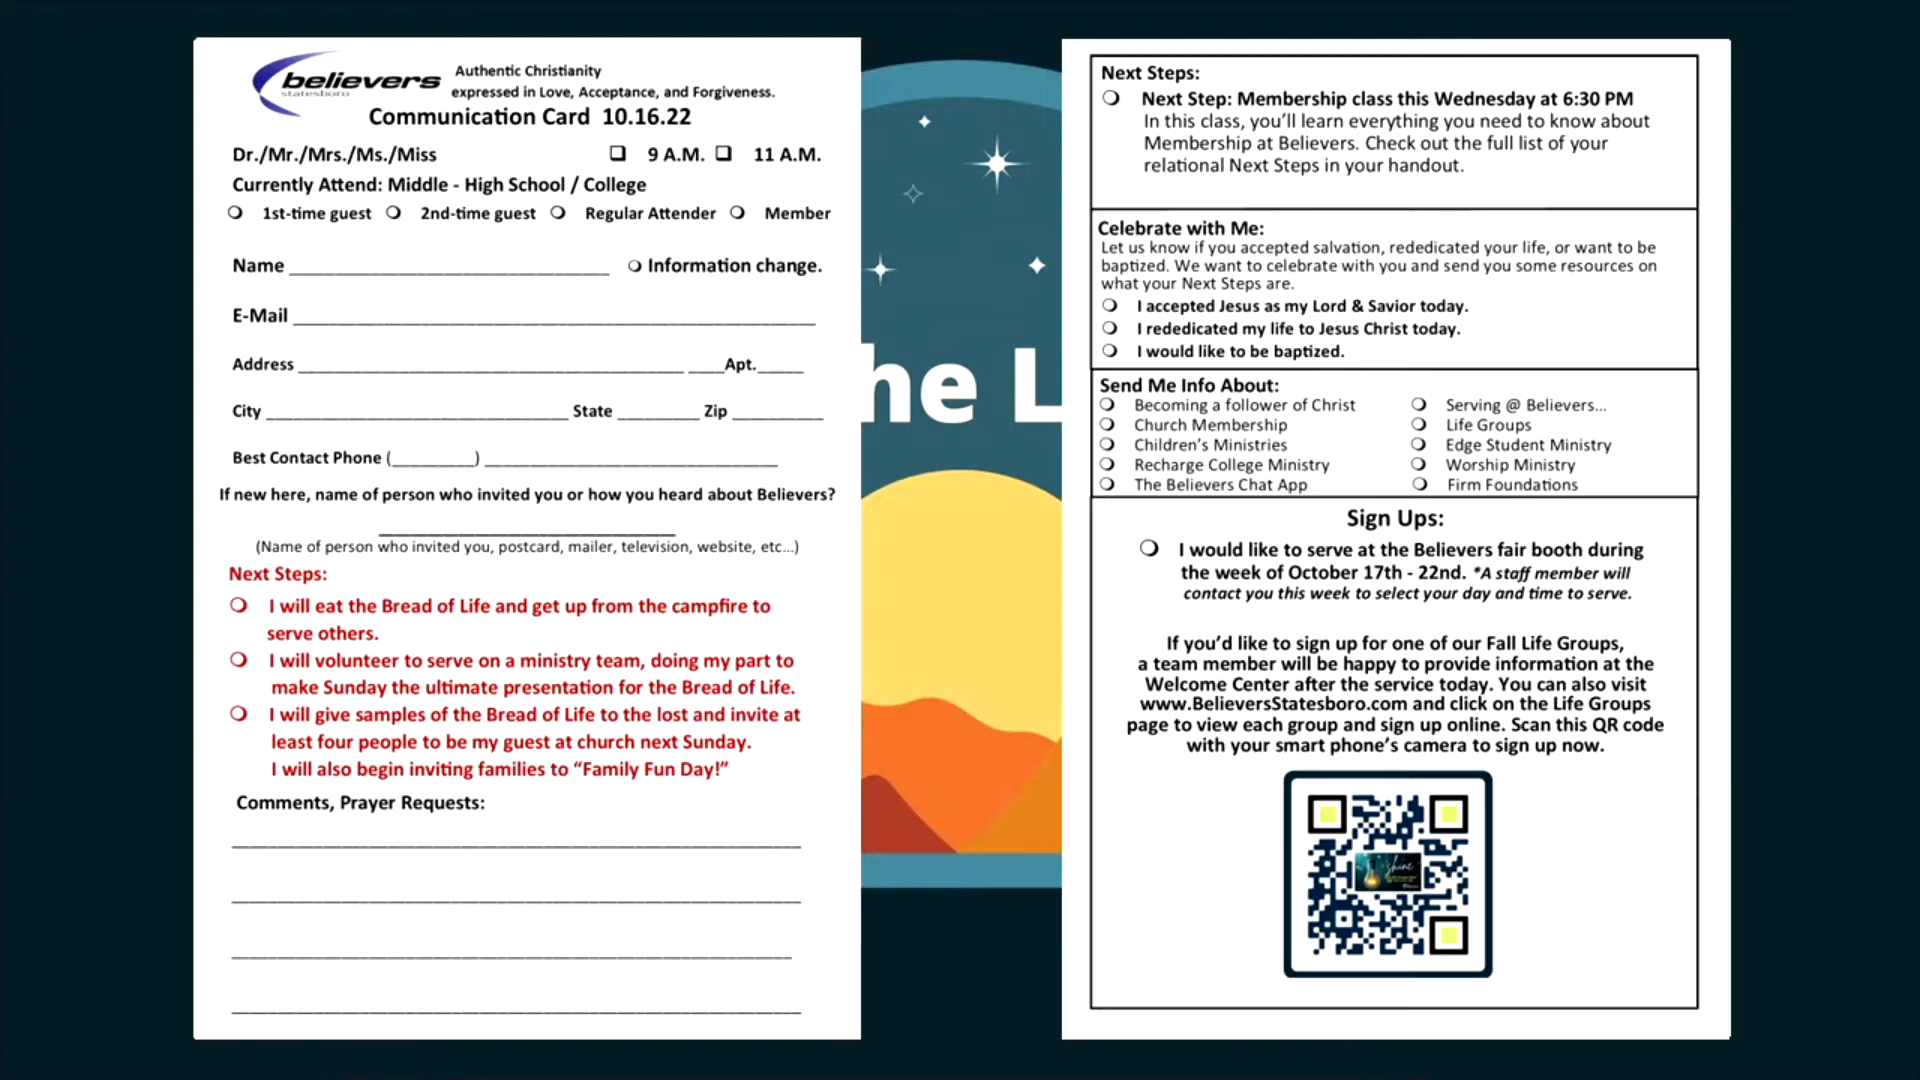 believers
statesboro
Authentic Christianity
expressed in Love, Acceptance, and Forgiveness.
Communication Card 10.16.22
Dr./Mr./Mrs./Ms./Miss 9 A.M. 11 A.M.
Currently Attend: Middle - High School / College
1st-time guest 2nd-time guest Regular Attender Member
Name ______ Information change.
E-Mail ______
Address ______ Apt.____
City ______ State ______ Zip ______
Best Contact Phone (______) ______
If new here, name of person who invited you or how you heard about Believers?
(Name of person who invited you, postcard, mailer, television, website, etc...)
Next Steps:
I will eat the Bread of Life and get up from the campfire to
serve others.
I will volunteer to serve on a ministry team, doing my part to
make Sunday the ultimate presentation for the Bread of Life.
I will give samples of the Bread of Life to the lost and invite at
least four people to be my guest at church next Sunday.
I will also begin inviting families to “Family Fun Day!”
Comments, Prayer Requests:
he L
Next Steps:
Next Step: Membership class this Wednesday at 6:30 PM
In this class, you’ll learn everything you need to know about
Membership at Believers. Check out the full list of your
relational Next Steps in your handout.
Celebrate with Me:
Let us know if you accepted salvation, rededicated your life, or want to be
baptized. We want to celebrate with you and send you some resources on
what your Next Steps are.
I accepted Jesus as my Lord & Savior today.
I rededicated my life to Jesus Christ today.
I would like to be baptized.
Send Me Info About:
Becoming a follower of Christ Serving @ Believers...
Church Membership Life Groups
Children’s Ministries Edge Student Ministry
Recharge College Ministry Worship Ministry
The Believers Chat App Firm Foundations
Sign Ups:
I would like to serve at the Believers fair booth during
the week of October 17th - 22nd. *A staff member will
contact you this week to select your day and time to serve.
If you’d like to sign up for one of our Fall Life Groups,
a team member will be happy to provide information at the
Welcome Center after the service today. You can also visit
www.BelieversStatesboro.com and click on the Life Groups
page to view each group and sign up online. Scan this QR code
with your smart phone’s camera to sign up now.
shine